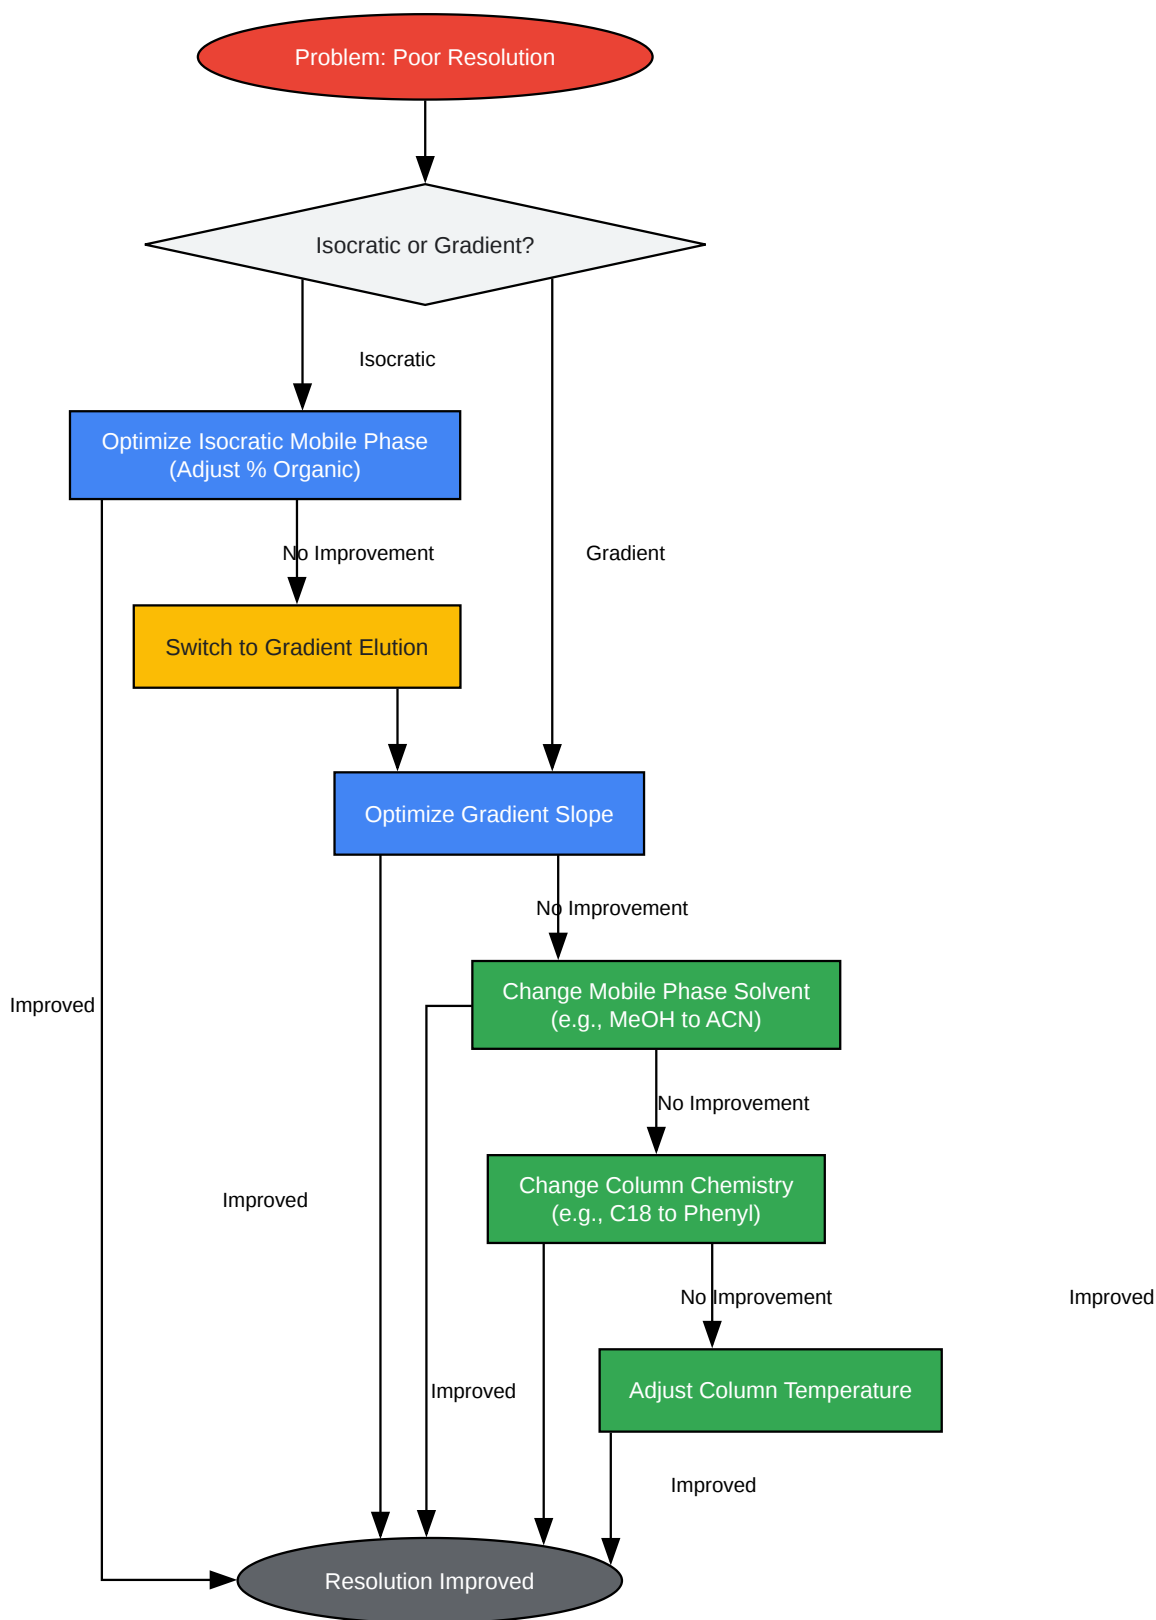 Problem: Poor Resolution
Isocratic or Gradient?
Isocratic
Optimize Isocratic Mobile Phase
(Adjust % Organic)
No Improvement
Gradient
Switch to Gradient Elution
Optimize Gradient Slope
No Improvement
Change Mobile Phase Solvent
(e.g., MeOH to ACN)
Improved
No Improvement
Change Column Chemistry
(e.g., C18 to Phenyl)
Improved
No Improvement
Improved
Adjust Column Temperature
Improved
Improved
Resolution Improved